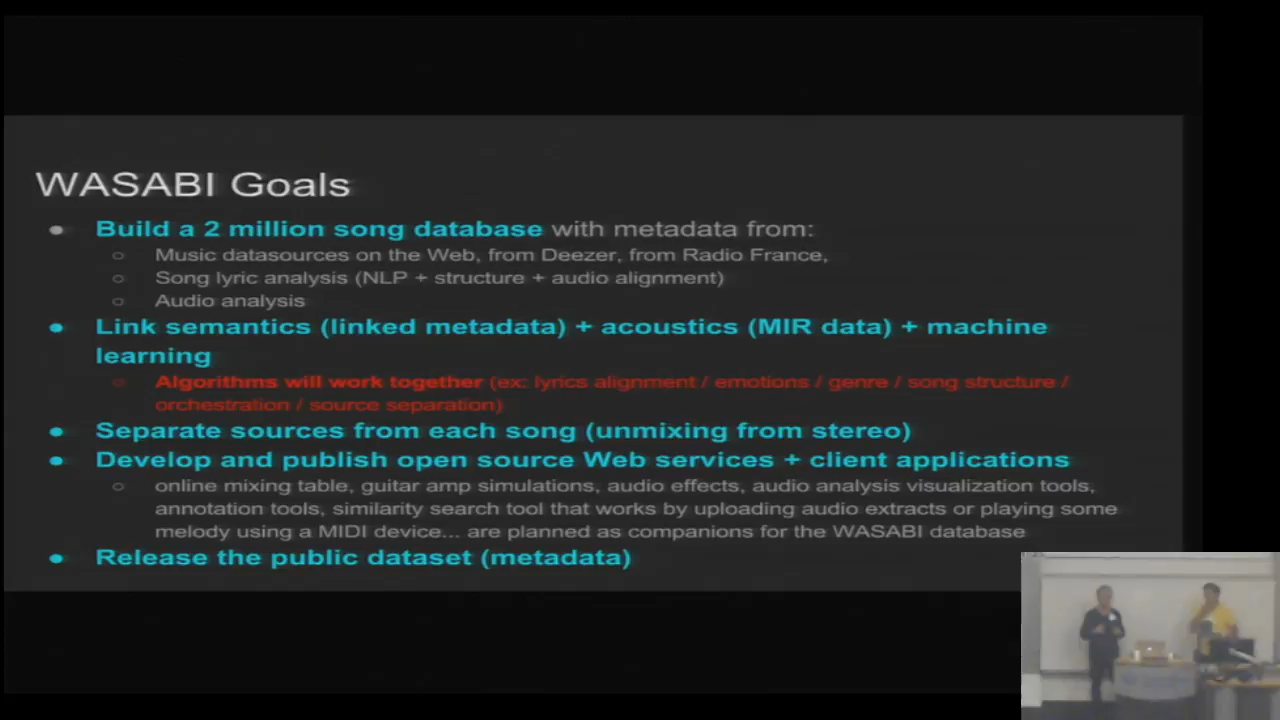 WASABI Goals
Build a 2 million song database with metadata from:
Music datasources on the Web, from Deezer, from Radio France,
Song lyric analysis (NLP + structure + audio alignment)
Audio analysis
Link semantics (linked metadata) + acoustics (MIR data) + machine
learning
Algorithms will work together (ex: lyrics alignment / emotions / genre / song structure /
orchestration / source separation)
Separate sources from each song (unmixing from stereo)
Develop and publish open source Web services + client applications
online mixing table, guitar amp simulations, audio effects, audio analysis visualization tools,
annotation tools, similarity search tool that works by uploading audio extracts or playing some
melody using a MIDI device... are planned as companions for the WASABI database
Release the public dataset (metadata)